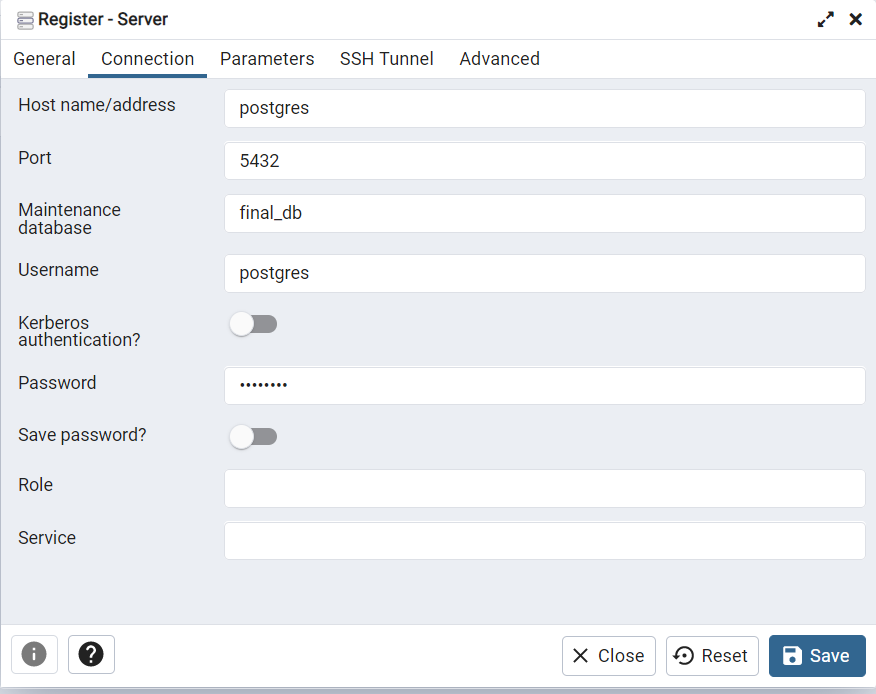 Register - Server
General Connection Parameters SSH Tunnel Advanced
Host name/address postgres
Port 5432
Maintenance
database
final_db
Username postgres
Kerberos
authentication?
Password ••••••••
Save password?
Role
Service
Close Reset Save